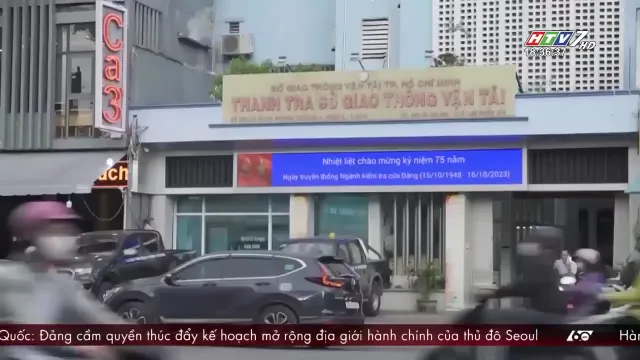 Ca3
HTV7 HD
SỞ GIAO THÔNG VẬN TẢI TP. HỒ CHÍ MINH
THANH TRA SỞ GIAO THÔNG VẬN TẢI
ach
Nhiệt liệt chào mừng kỷ niệm 75 năm
Ngày truyền thống Ngành kiểm tra của Đảng (16/10/1948 16/10/2023)
Quốc: Đảng cầm quyền thúc đẩy kế hoạch mở rộng địa giới hành chính của thủ đô Seoul
60
Hà